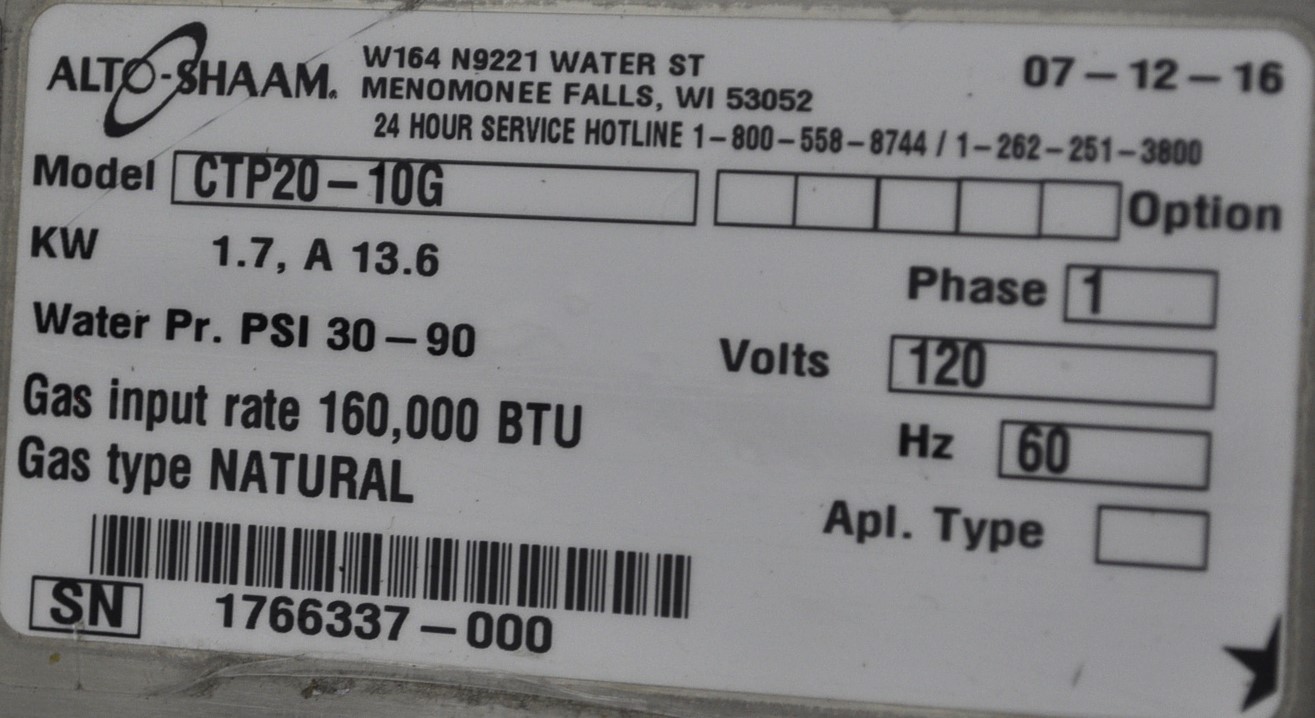 ALTO-SHAAM.
W164 N9221 WATER ST
MENOMONEE FALLS, WI 53052
07-12-16
24 HOUR SERVICE HOTLINE 1-800-558-8744 / 1-262-251-3800
Model CTP20-10G Option
KW 1.7, A 13.6
Phase 1
Water Pr. PSI 30-90
Volts 120
Gas input rate 160,000 BTU
Hz 60
Gas type NATURAL
Apl. Type
SN 1766337-000